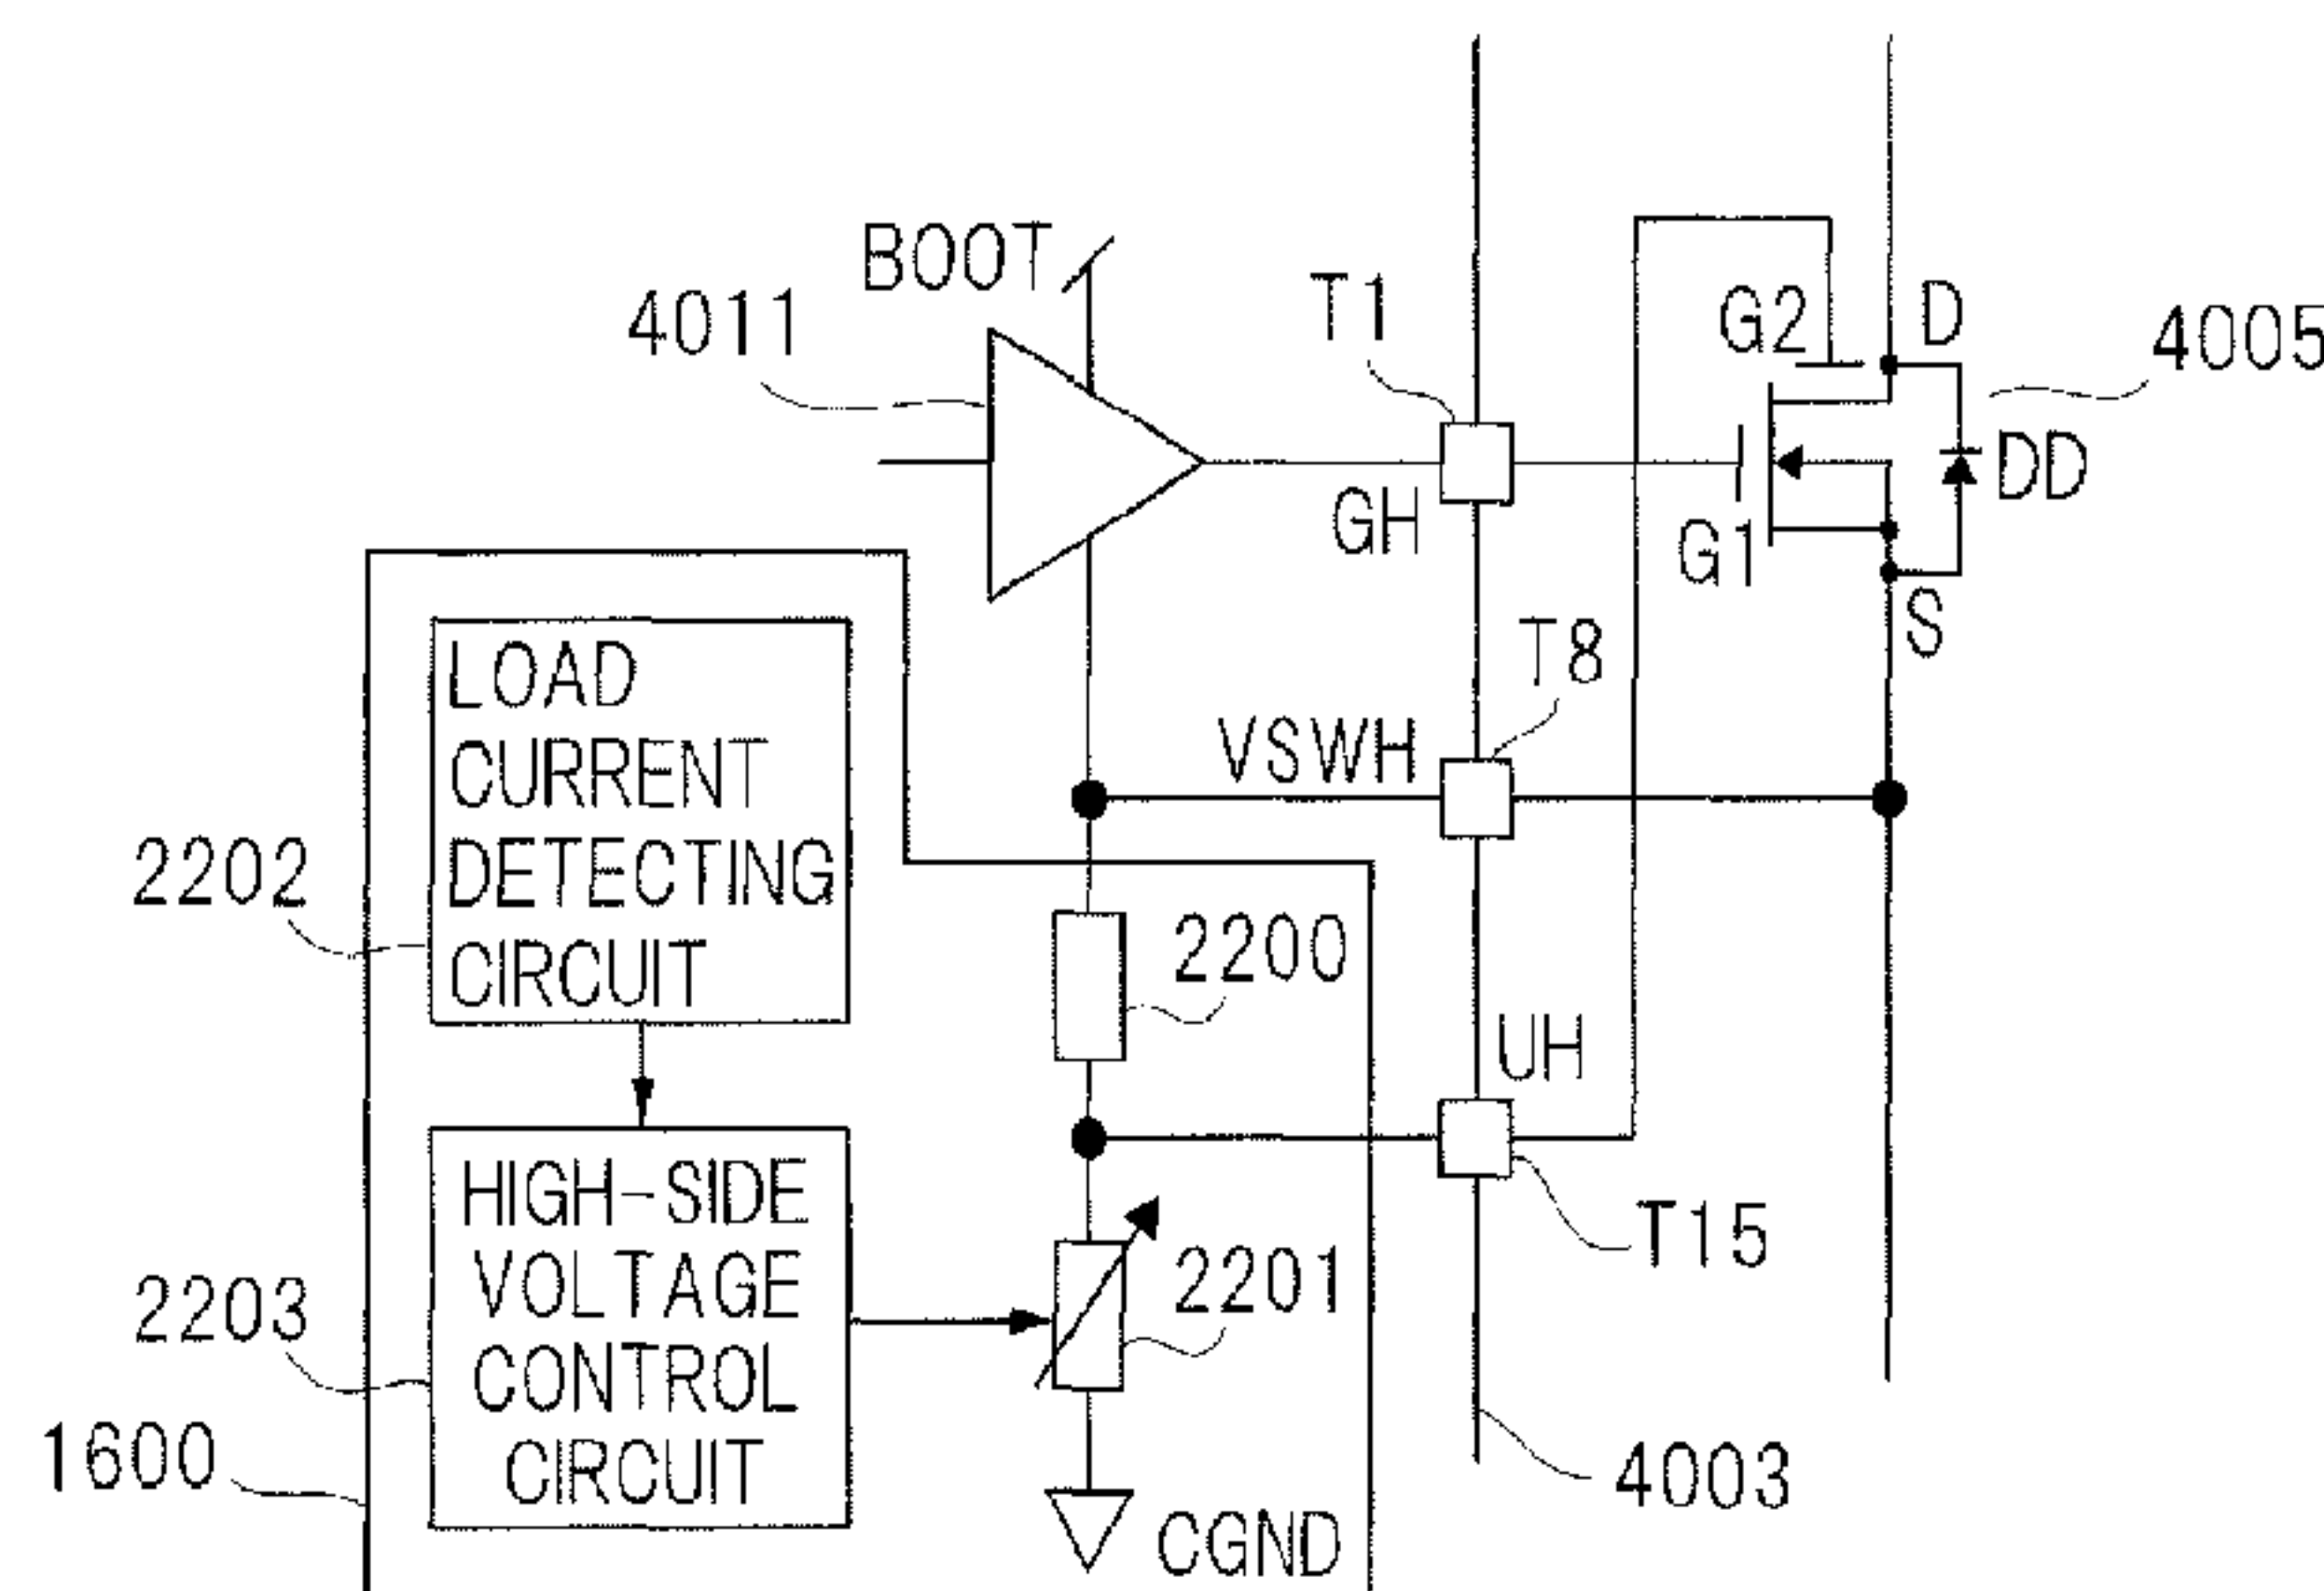 BOOT
4011
T1
G2
D
4005
DD
GH
G1
S
LOAD
CURRENT
DETECTING
CIRCUIT
T8
VSWH
2202
2200
UH
HIGH-SIDE
VOLTAGE
CONTROL
CIRCUIT
T15
2201
2203
1600
4003
CGND